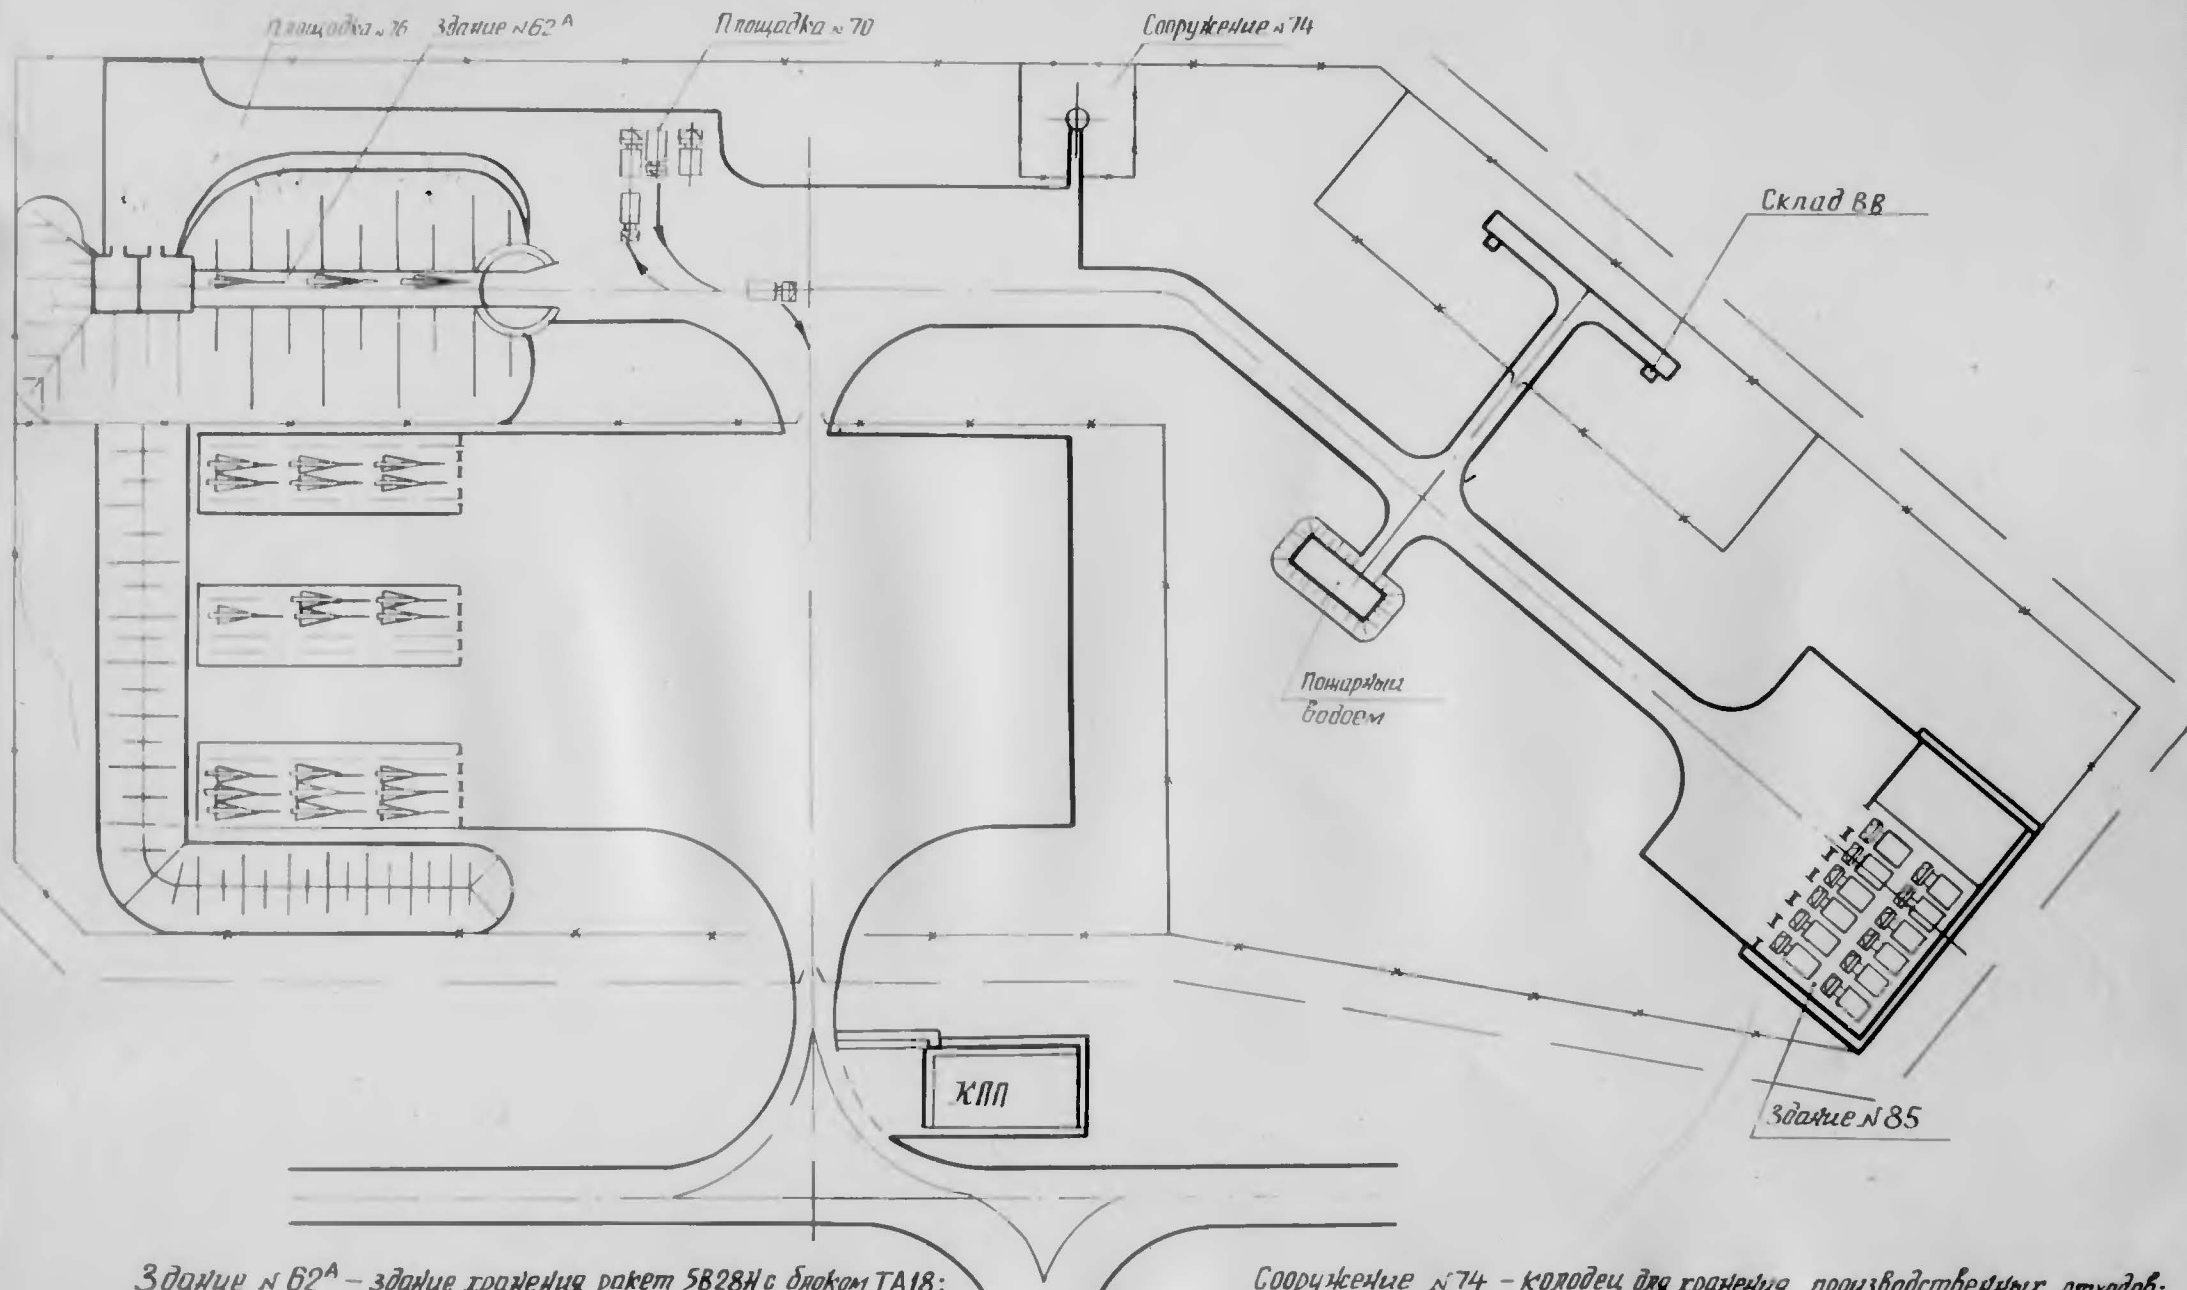 Площадка №76
Здание №62А
Площадка №70
Сооружение №74
Склад ВВ
Пожарный
водоем
Здание №85
КПП
Здание №62А – здание хранения ракет 5В28Н с блоком ТА18;
Сооружение №74 – колодец для хранения производственных отходов;